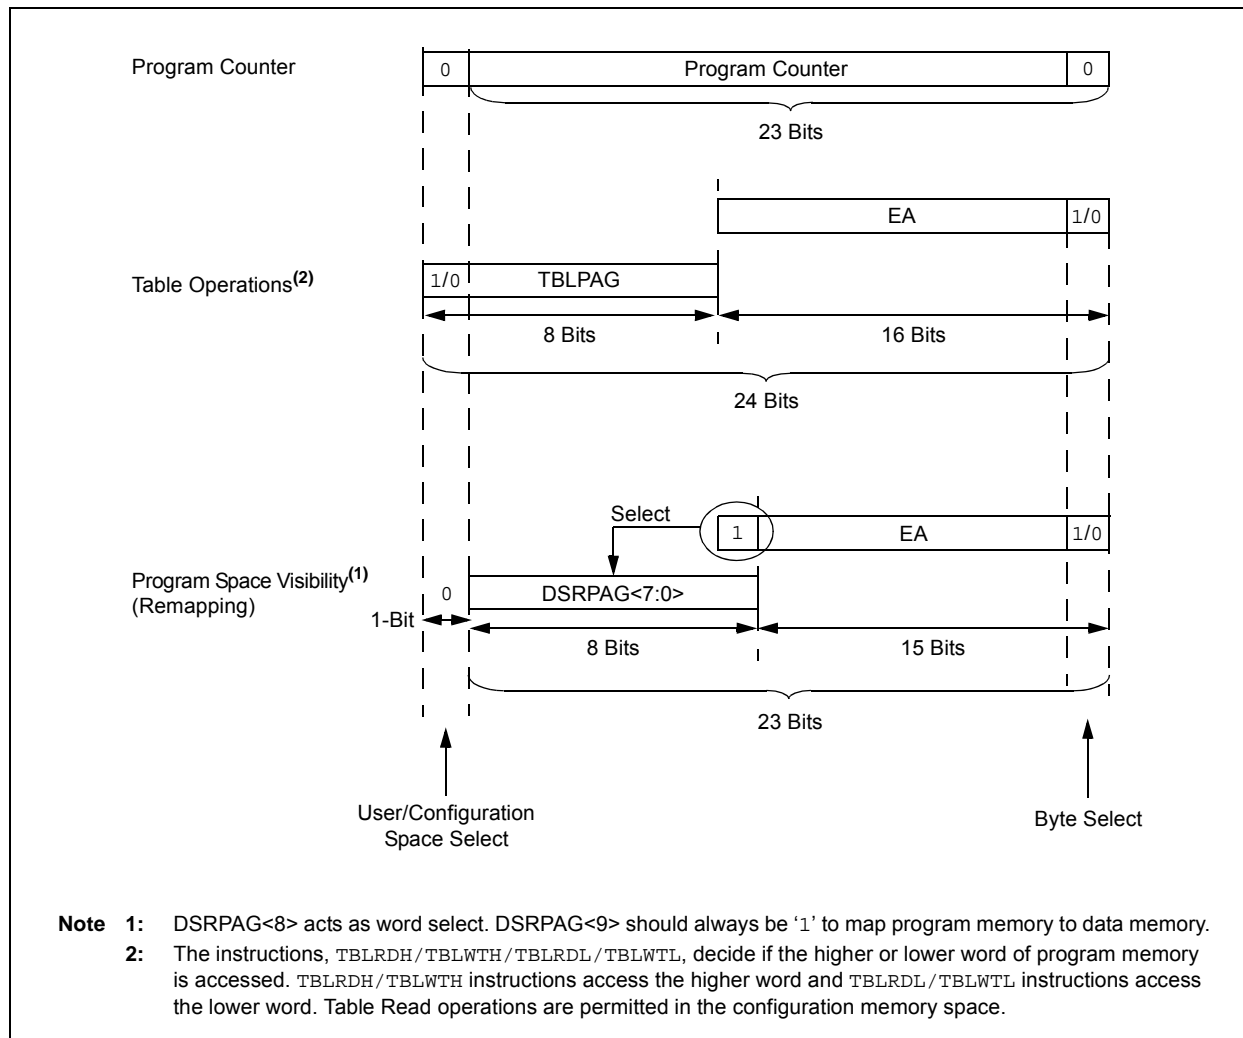 Program Counter
0
Program Counter
0
23 Bits
EA
1/0
Table Operations(2)
1/0
TBLPAG
8 Bits
16 Bits
24 Bits
Select
1
EA
1/0
Program Space Visibility(1)
(Remapping)
0
DSRPAG<7:0>
1-Bit
8 Bits
15 Bits
23 Bits
User/Configuration
Space Select
Byte Select
Note 1: DSRPAG<8> acts as word select. DSRPAG<9> should always be ‘1’ to map program memory to data memory.
2: The instructions, TBLRDH/TBLWTH/TBLRDL/TBLWTL, decide if the higher or lower word of program memory
is accessed. TBLRDH/TBLWTH instructions access the higher word and TBLRDL/TBLWTL instructions access
the lower word. Table Read operations are permitted in the configuration memory space.